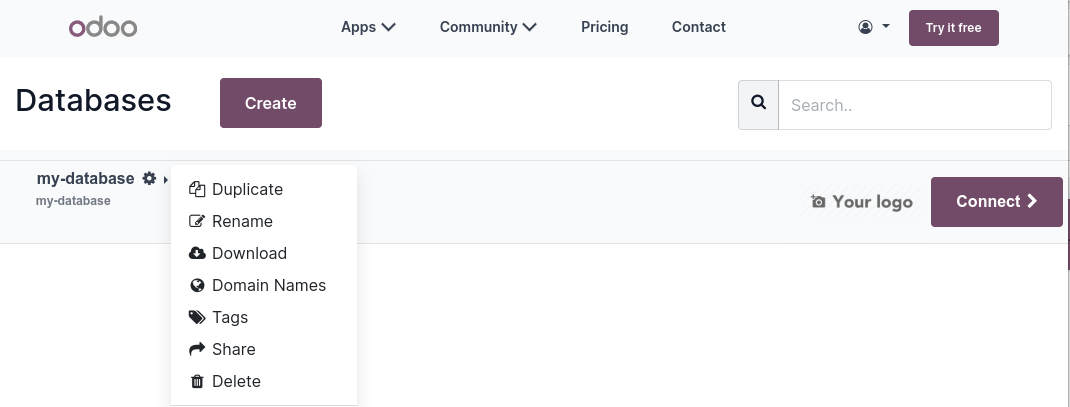 odoo Apps Community Pricing Contact Try it free
Databases Create Search..
my-database
my-database
Duplicate
Rename
Download
Domain Names
Tags
Share
Delete
Your logo Connect